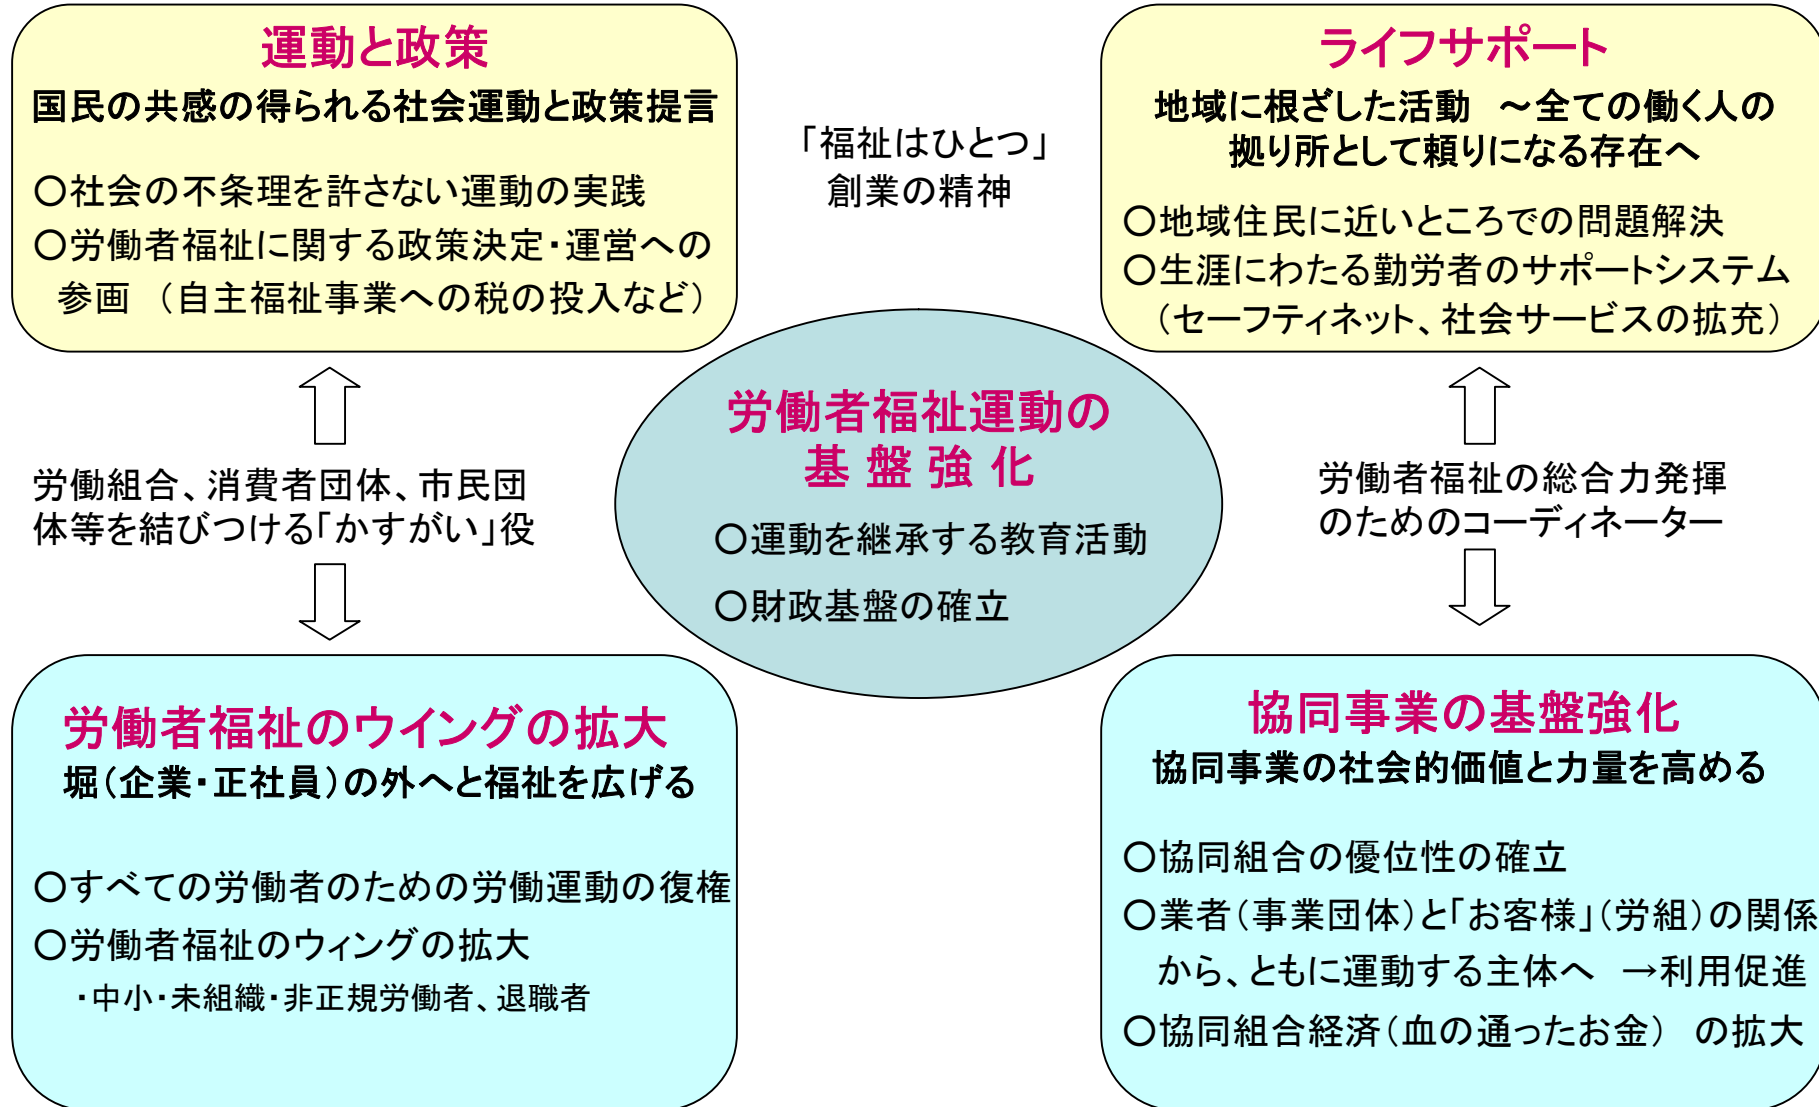 運動と政策
国民の共感の得られる社会運動と政策提言
〇社会の不条理を許さない運動の実践
〇労働者福祉に関する政策決定・運営への
参画 （自主福祉事業への税の投入など）
「福祉はひとつ」
創業の精神
ライフサポート
地域に根ざした活動 ～全ての働く人の
拠り所として頼りになる存在へ
〇地域住民に近いところでの問題解決
〇生涯にわたる勤労者のサポートシステム
（セーフティネット、社会サービスの拡充）
労働組合、消費者団体、市民団
体等を結びつける「かすがい」役
労働者福祉運動の
基 盤 強 化
〇運動を継承する教育活動
〇財政基盤の確立
労働者福祉の総合力発揮
のためのコーディネーター
労働者福祉のウイングの拡大
堀（企業・正社員）の外へと福祉を広げる
〇すべての労働者のための労働運動の復権
〇労働者福祉のウィングの拡大
・中小・未組織・非正規労働者、退職者
協同事業の基盤強化
協同事業の社会的価値と力量を高める
〇協同組合の優位性の確立
〇業者（事業団体）と「お客様」（労組）の関係
から、ともに運動する主体へ →利用促進
〇協同組合経済（血の通ったお金） の拡大